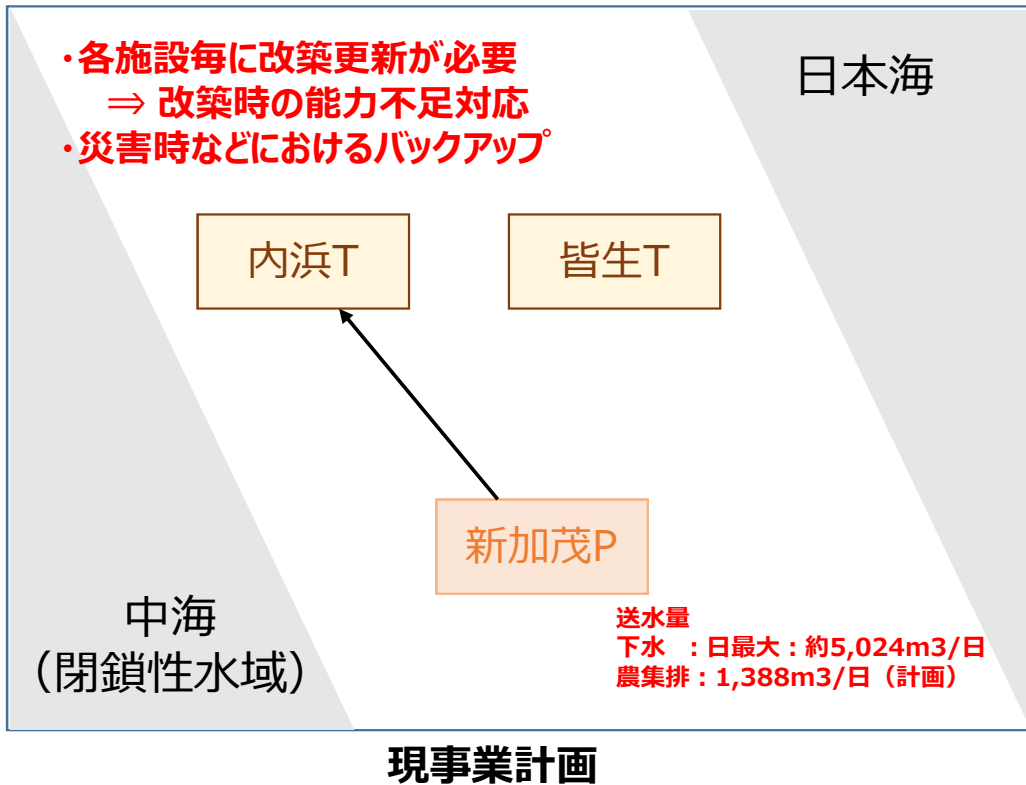 ・各施設毎に改築更新が必要
⇒ 改築時の能力不足対応
・災害時などにおけるバックアップ
日本海
内浜T
皆生T
新加茂P
中海
（閉鎖性水域）
送水量
下水　：日最大：約5,024m3/日
農集排：1,388m3/日（計画）
現事業計画